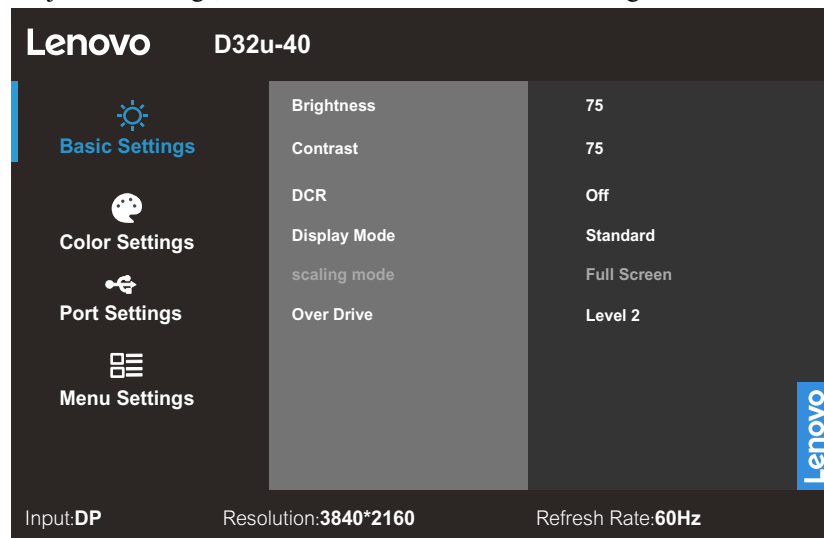 Lenovo D32u-40
Basic Settings
Color Settings
Port Settings
Menu Settings
Brightness 75
Contrast 75
DCR Off
Display Mode Standard
scaling mode Full Screen
Over Drive Level 2
Lenovo
Input:DP Resolution:3840*2160 Refresh Rate:60Hz